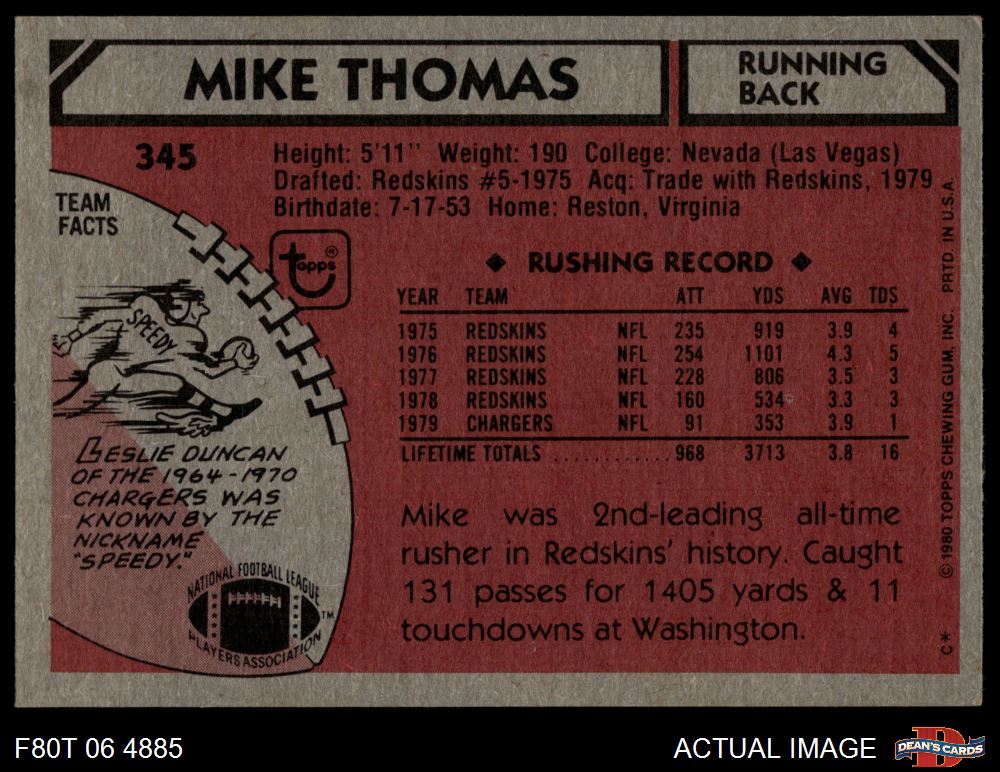 MIKE THOMAS
RUNNING
BACK
345
Height: 5'11" Weight: 190 College: Nevada (Las Vegas)
Drafted: Redskins #5-1975 Acq: Trade with Redskins, 1979
Birthdate: 7-17-53 Home: Reston, Virginia
TEAM
FACTS
topps®
SPEEDY
LESLIE DUNCAN
OF THE 1964-1970
CHARGERS WAS
KNOWN BY THE
NICKNAME
"SPEEDY."
NATIONAL FOOTBALL LEAGUE
PLAYERS ASSOCIATION
TM
◆ RUSHING RECORD ◆
YEAR TEAM ATT YDS AVG TDS
1975 REDSKINS NFL 235 919 3.9 4
1976 REDSKINS NFL 254 1101 4.3 5
1977 REDSKINS NFL 228 806 3.5 3
1978 REDSKINS NFL 160 534 3.3 3
1979 CHARGERS NFL 91 353 3.9 1
LIFETIME TOTALS ............ 968 3713 3.8 16
Mike was 2nd-leading all-time
rusher in Redskins' history. Caught
131 passes for 1405 yards & 11
touchdowns at Washington.
C* © 1980 TOPPS CHEWING GUM, INC. PRTD. IN U.S.A.
F80T 06 4885
ACTUAL IMAGE
D
DEAN'S CARDS